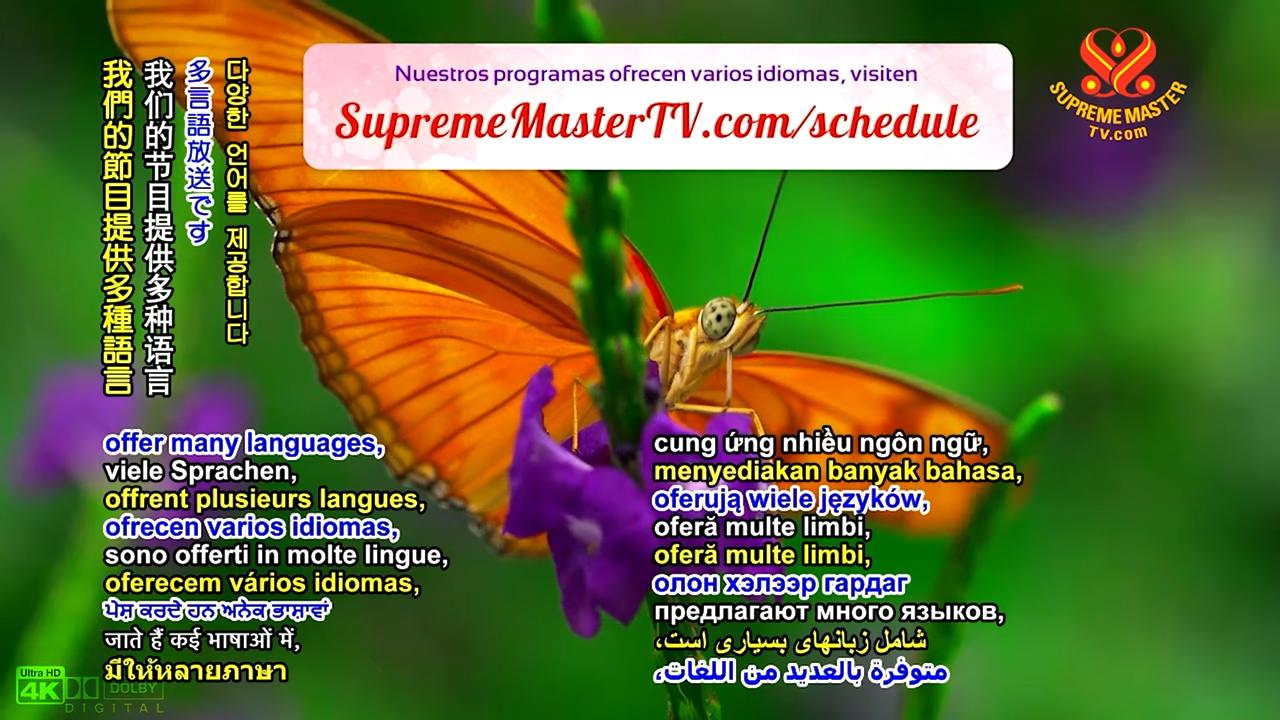 Nuestros programas ofrecen varios idiomas, visiten
SupremeMasterTV.com/schedule
SUPREME MASTER
TV.com
我們的節目提供多種語言
我们的节目提供多种语言
多言語放送です
다양한 언어를 제공합니다
offer many languages,
viele Sprachen,
offrent plusieurs langues,
ofrecen varios idiomas,
sono offerti in molte lingue,
oferecem vários idiomas,
ਪੇਸ਼ ਕਰਦੇ ਹਨ ਅਨੇਕ ਭਾਸ਼ਾਵਾਂ
जाते हैं कई भाषाओं में,
มีให้หลายภาษา
cung ứng nhiều ngôn ngữ,
menyediakan banyak bahasa,
oferują wiele języków,
oferă multe limbi,
oferă multe limbi,
олон хэлээр гардаг
предлагают много языков,
شامل زبانهای بسیاری است،
متوفرة بالعديد من اللغات،
Ultra HD
4K
DOLBY
DIGITAL